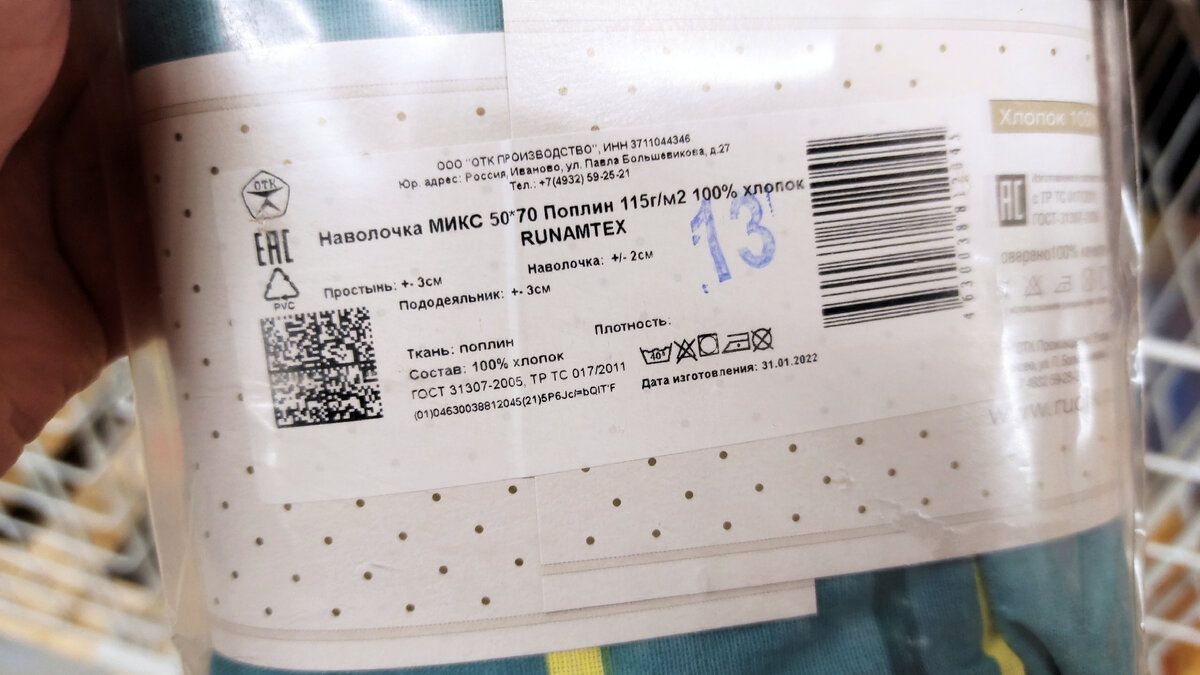 ООО "ОТК ПРОИЗВОДСТВО", ИНН 3711044346
Юр. адрес: Россия, Иваново, ул. Павла Большевикова, д.27
Тел.: +7(4932) 59-25-21
ОТК
ЕАС
PVC
Наволочка МИКС 50*70 Поплин 115г/м2 100% хлопок
RUNAMTEX
13
Простынь: +- 3см
Наволочка: +/- 2см
Пододеяльник: +- 3см
Плотность:
Ткань: поплин
Состав: 100% хлопок
40°
ГОСТ 31307-2005, ТР ТС 017/2011
Дата изготовления: 31.01.2022
(01)04630038812045(21)5P6Jc/=bQIT'F
Хлопок 100%